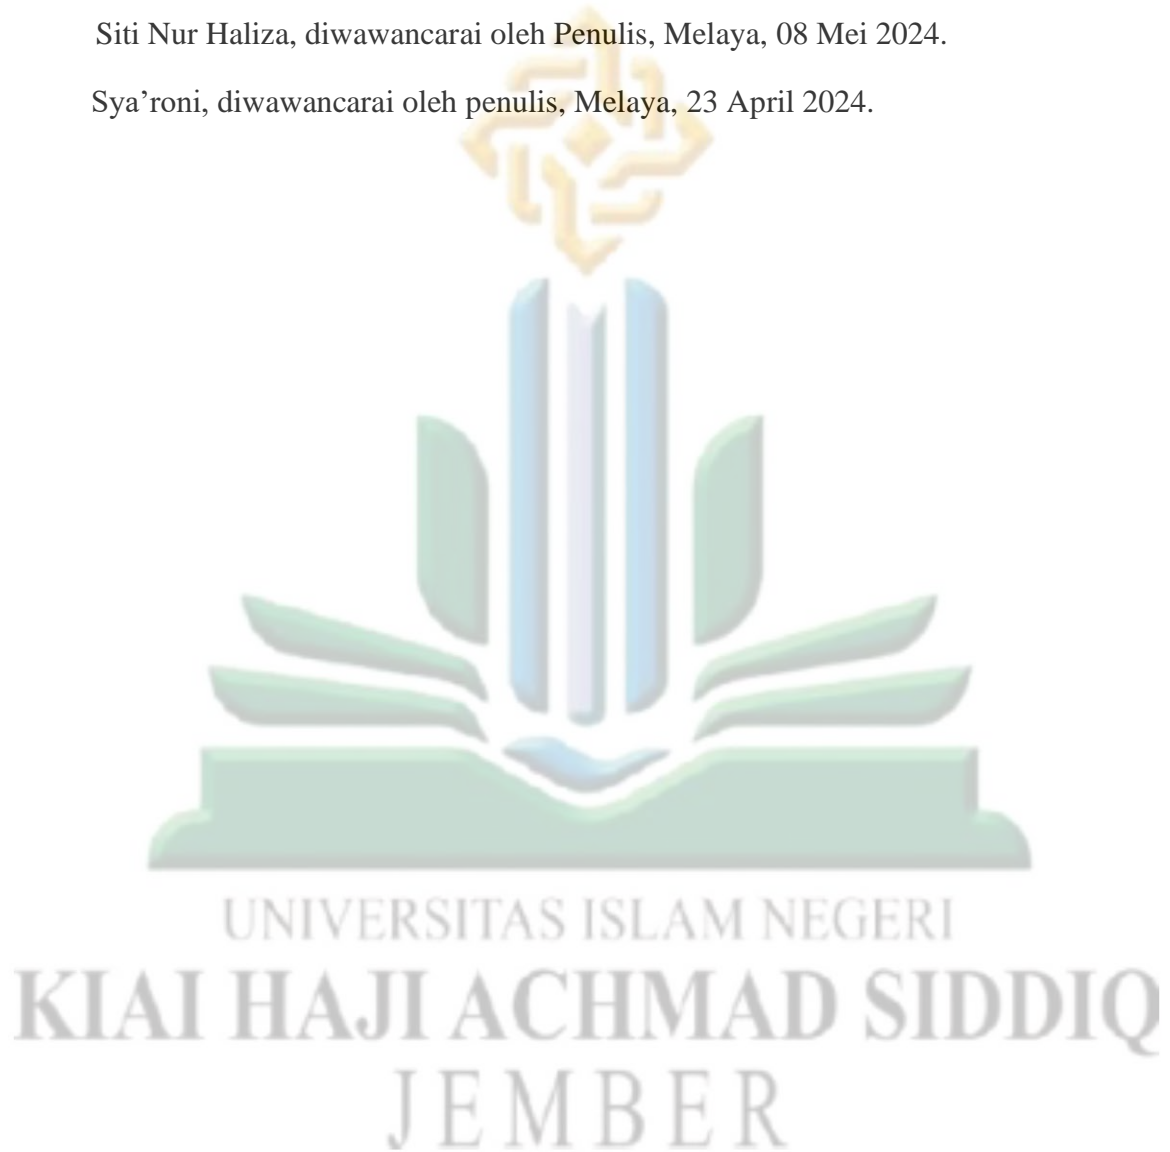 Siti Nur Haliza, diwawancarai oleh Penulis, Melaya, 08 Mei 2024.
Sya’roni, diwawancarai oleh penulis, Melaya, 23 April 2024.
UNIVERSITAS ISLAM NEGERI
KIAI HAJI ACHMAD SIDDIQ
JEMBER